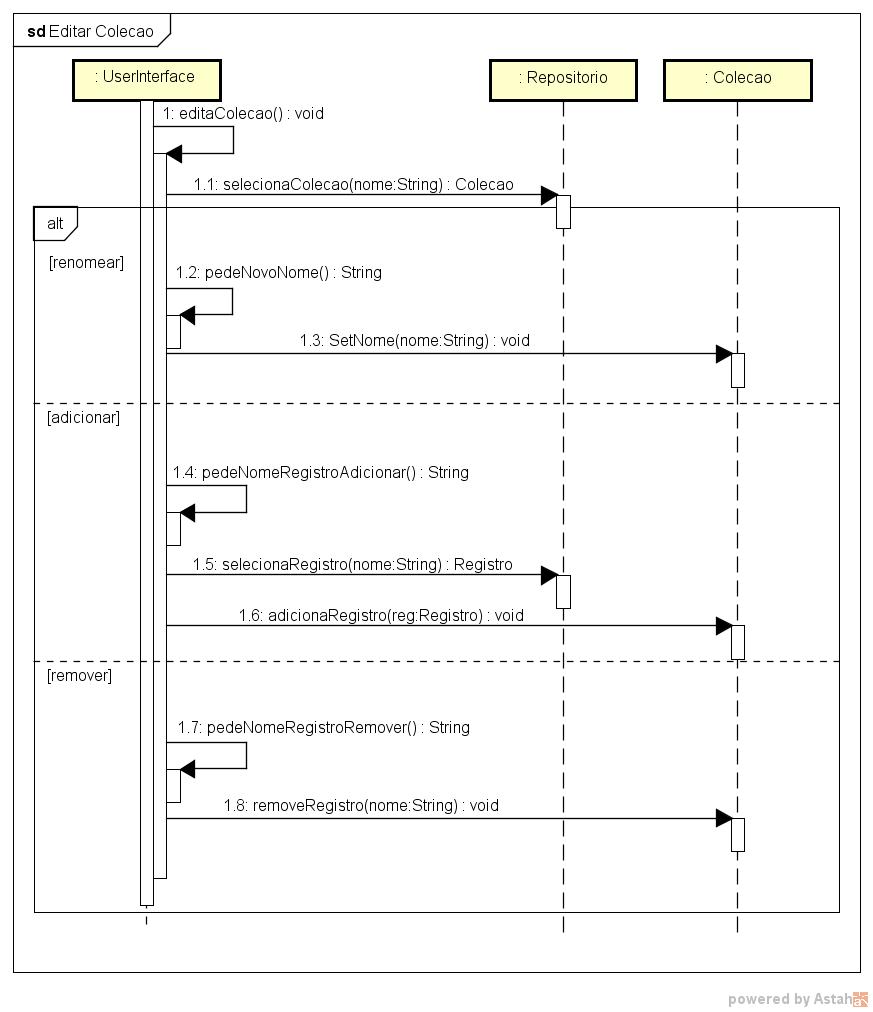 sd Editar Colecao
: UserInterface
: Repositorio
: Colecao
1: editaColecao() : void
1.1: selecionaColecao(nome:String) : Colecao
alt
[renomear]
1.2: pedeNovoNome() : String
1.3: SetNome(nome:String) : void
[adicionar]
1.4: pedeNomeRegistroAdicionar() : String
1.5: selecionaRegistro(nome:String) : Registro
1.6: adicionaRegistro(reg:Registro) : void
[remover]
1.7: pedeNomeRegistroRemover() : String
1.8: removeRegistro(nome:String) : void
powered by Astah